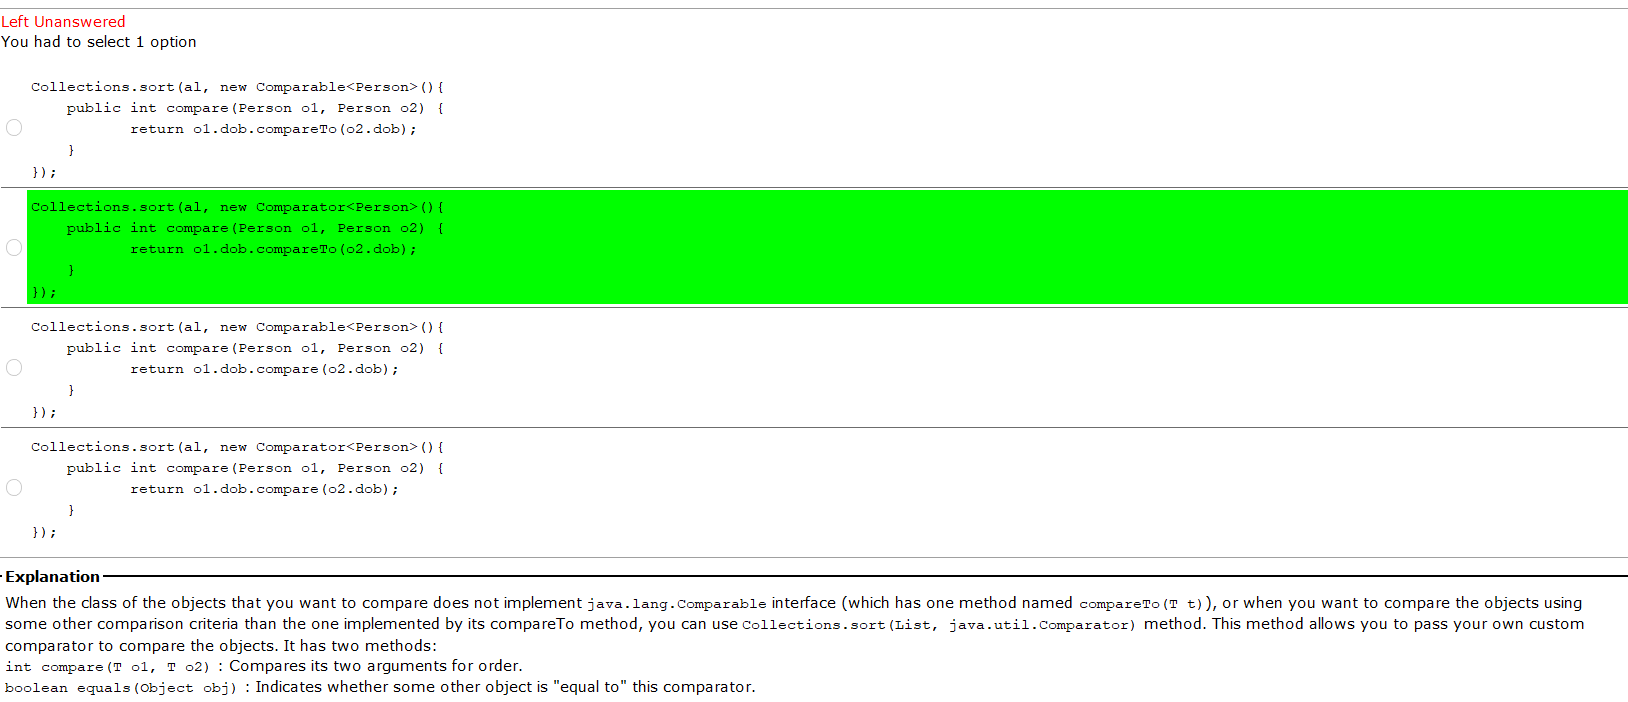 Left Unanswered
You had to select 1 option
Collections.sort(al, new Comparable<Person>(){
public int compare(Person o1, Person o2) {
return o1.dob.compareTo(o2.dob);
}
});
Collections.sort(al, new Comparator<Person>(){
public int compare(Person o1, Person o2) {
return o1.dob.compareTo(o2.dob);
}
});
Collections.sort(al, new Comparable<Person>(){
public int compare(Person o1, Person o2) {
return o1.dob.compare(o2.dob);
}
});
Collections.sort(al, new Comparator<Person>(){
public int compare(Person o1, Person o2) {
return o1.dob.compare(o2.dob);
}
});
Explanation
When the class of the objects that you want to compare does not implement java.lang.Comparable interface (which has one method named compareTo(T t)), or when you want to compare the objects using
some other comparison criteria than the one implemented by its compareTo method, you can use Collections.sort(List, java.util.Comparator) method. This method allows you to pass your own custom
comparator to compare the objects. It has two methods:
int compare(T o1, T o2) : Compares its two arguments for order.
boolean equals(Object obj) : Indicates whether some other object is "equal to" this comparator.